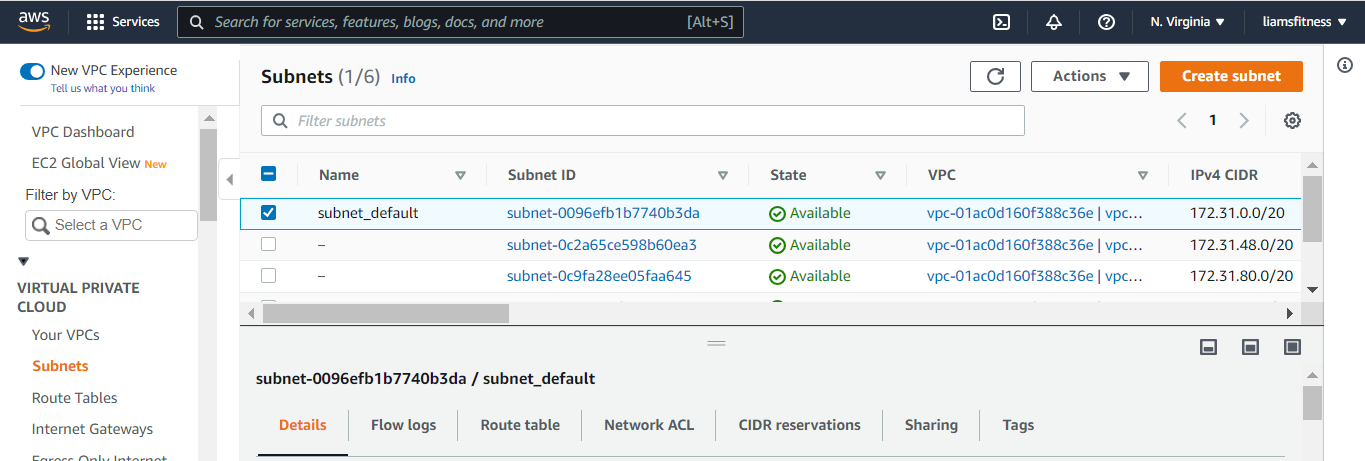 aws Services Search for services, features, blogs, docs, and more [Alt+S] N. Virginia liamsfitness
New VPC Experience
Tell us what you think
VPC Dashboard
EC2 Global View New
Filter by VPC:
Select a VPC
VIRTUAL PRIVATE
CLOUD
Your VPCs
Subnets
Route Tables
Internet Gateways
Egress Only Internet
Subnets (1/6) Info
Actions
Create subnet
Filter subnets
1
Name Subnet ID State VPC IPv4 CIDR
subnet_default subnet-0096efb1b7740b3da Available vpc-01ac0d160f388c36e | vpc... 172.31.0.0/20
– subnet-0c2a65ce598b60ea3 Available vpc-01ac0d160f388c36e | vpc... 172.31.48.0/20
– subnet-0c9fa28ee05faa645 Available vpc-01ac0d160f388c36e | vpc... 172.31.80.0/20
subnet-0096efb1b7740b3da / subnet_default
Details Flow logs Route table Network ACL CIDR reservations Sharing Tags